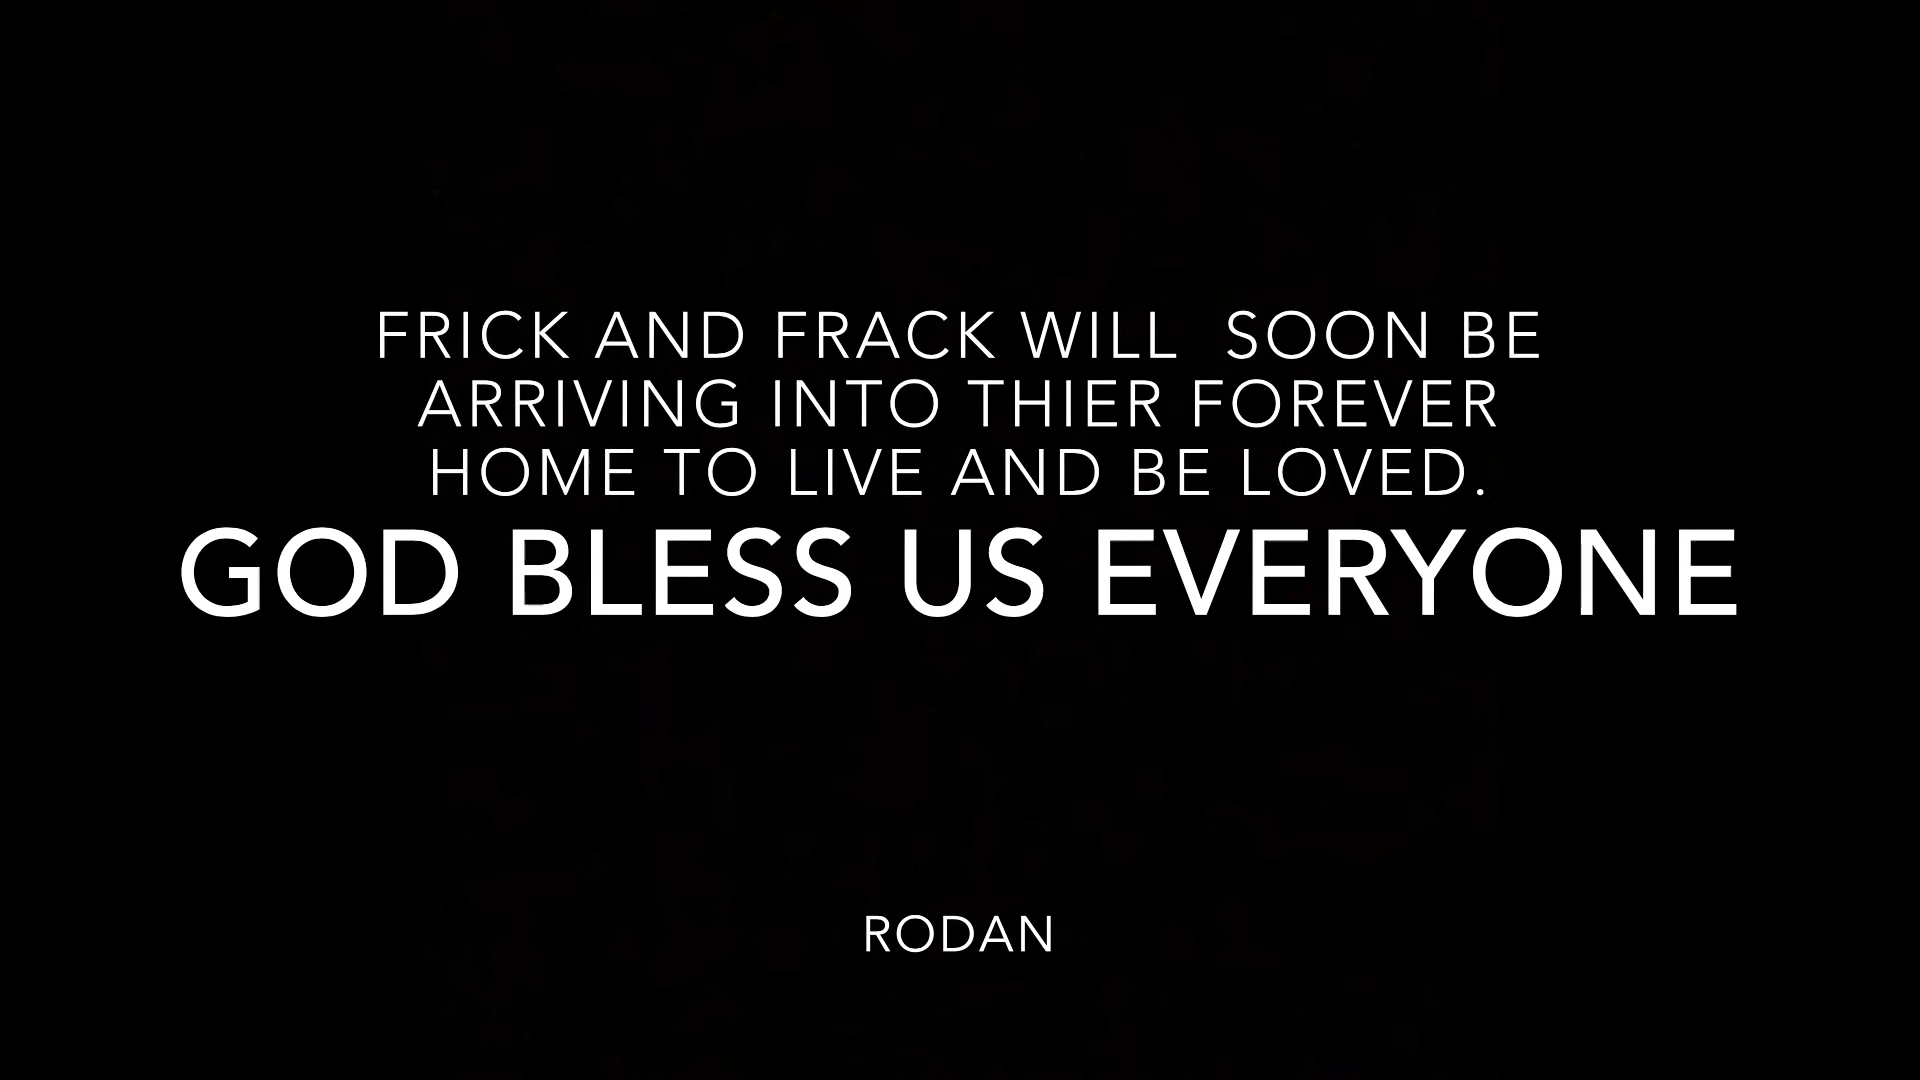 FRICK AND FRACK WILL  SOON BE
ARRIVING INTO THIER FOREVER
HOME TO LIVE AND BE LOVED.
GOD BLESS US EVERYONE
RODAN